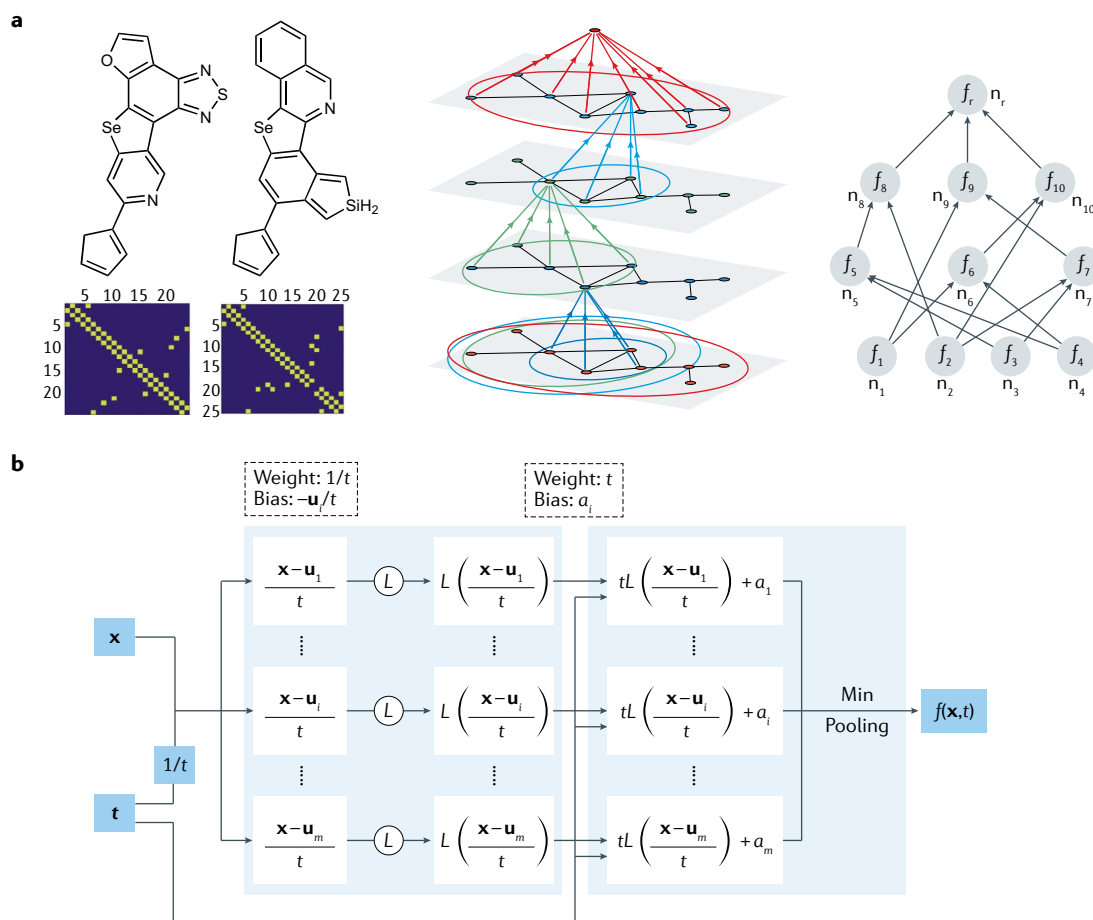 a
O
N
S
N
Se
N
N
Se
SiH2
5 10 15 20
5
10
15
20
5 10 15 20 25
5
10
15
20
25
fr nr
f8 f9 f10
n8 n9 n10
f5 f6 f7
n5 n6 n7
f1 f2 f3 f4
n1 n2 n3 n4
b
Weight: 1/t
Bias: –ui/t
Weight: t
Bias: ai
x
1/t
t
x – u1
t
L
L ( x – u1 / t )
tL ( x – u1 / t ) + a1
x – ui
t
L
L ( x – ui / t )
tL ( x – ui / t ) + ai
x – um
t
L
L ( x – um / t )
tL ( x – um / t ) + am
Min
Pooling
f(x,t)